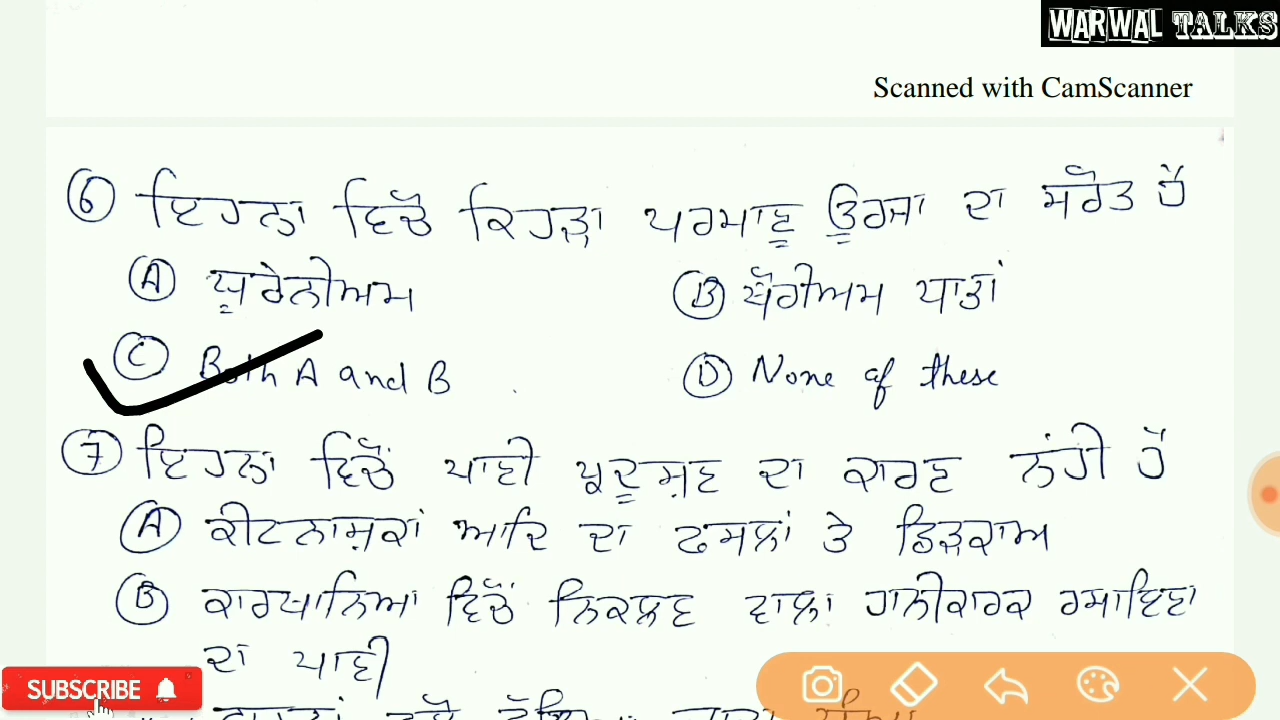 WARWAL TALKS
Scanned with CamScanner
6 ਇਹਨਾ ਵਿਚੋਂ ਕਿਹੜਾ ਪਰਮਾਣੂ ਊਰਜਾ ਦਾ ਸਰੋਤ ਹੈ
A ਯੂਰੇਨੀਅਮ B ਥੋਰੀਅਮ ਧਾਤਾਂ
C Both A and B D None of these
7 ਇਹਨਾ ਵਿਚੋਂ ਪਾਣੀ ਪ੍ਰਦੂਸ਼ਣ ਦਾ ਕਾਰਣ ਨਹੀਂ ਹੈ
A ਕੀਟਨਾਸ਼ਕਾਂ ਆਦਿ ਦਾ ਫਸਲਾਂ ਤੇ ਛਿੜਕਾਅ
B ਕਾਰਖਾਨਿਆ ਵਿਚੋਂ ਨਿਕਲਣ ਵਾਲਾ ਹਾਨੀਕਾਰਕ ਰਸਾਇਣਾ
ਦਾ ਪਾਣੀ
SUBSCRIBE